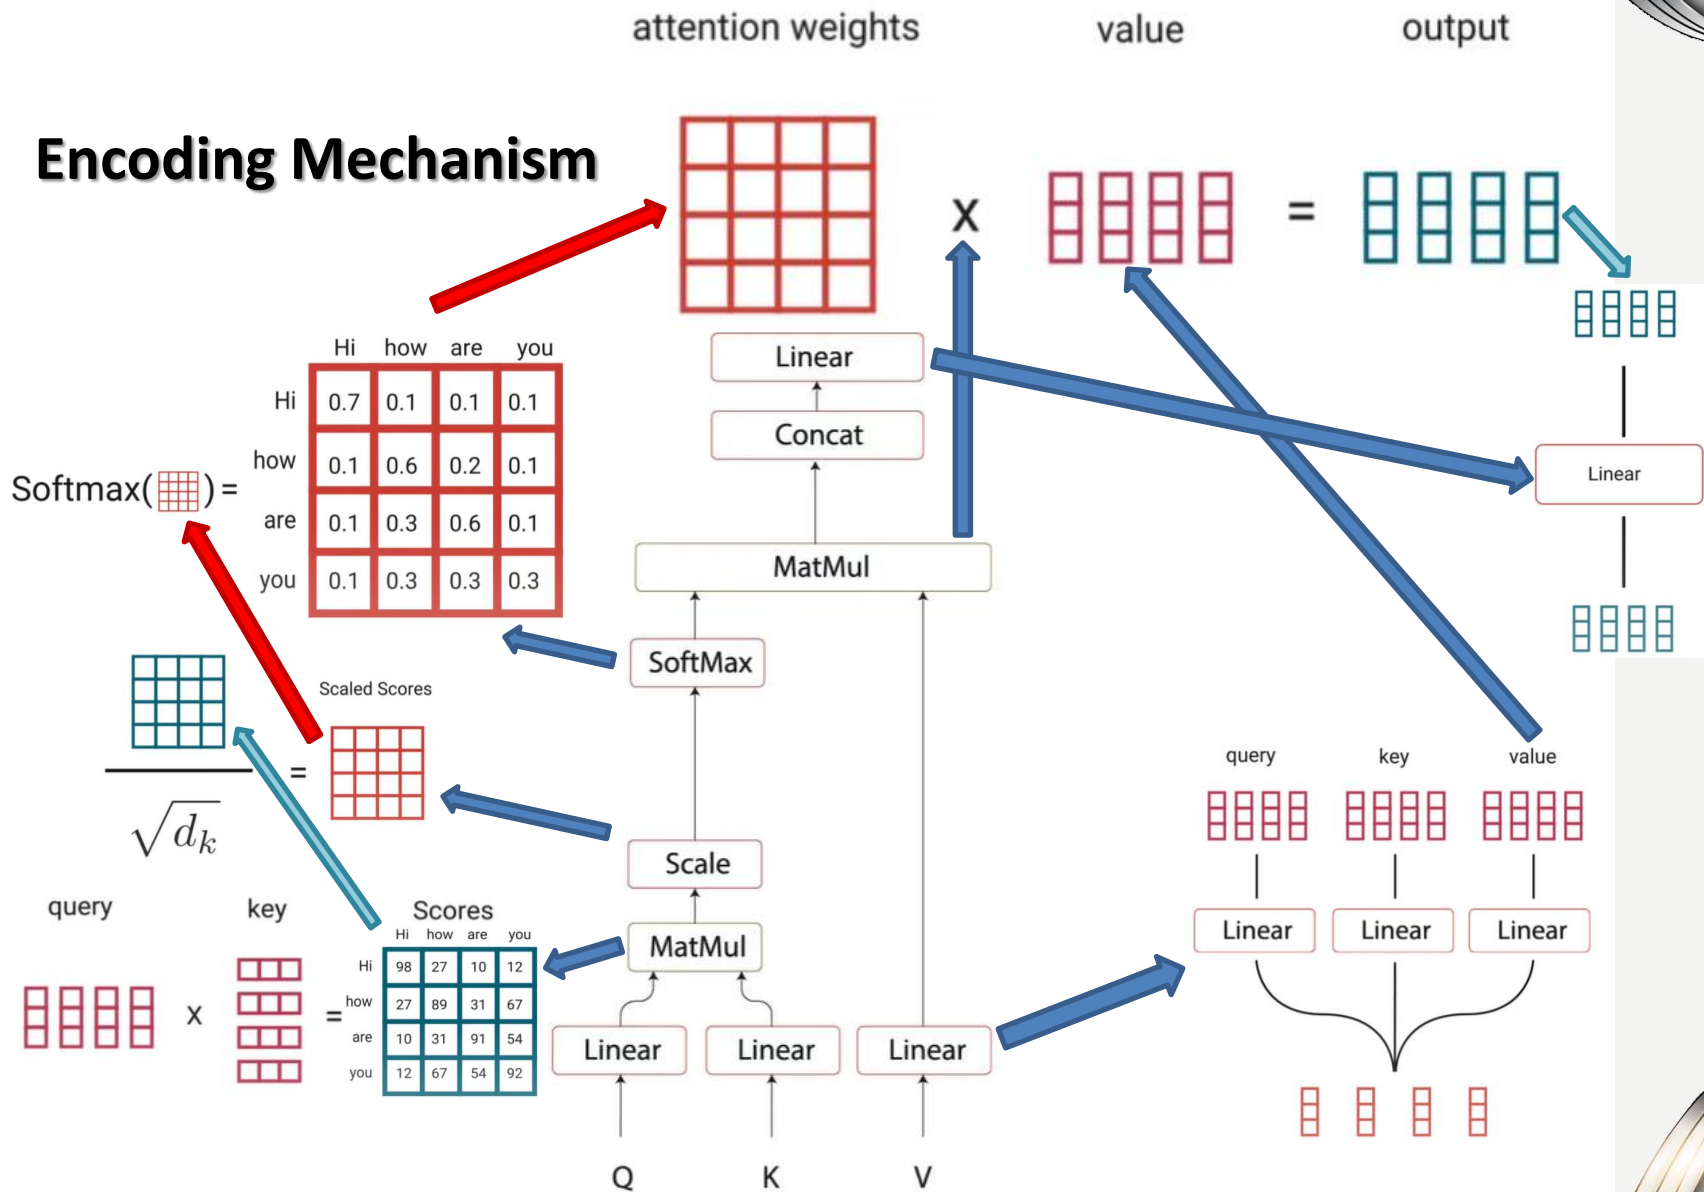 attention weights
value
output
Encoding Mechanism
X
=
Hi how are you
Hi 0.7 0.1 0.1 0.1
how 0.1 0.6 0.2 0.1
are 0.1 0.3 0.6 0.1
you 0.1 0.3 0.3 0.3
Softmax( ) =
Linear
Concat
MatMul
SoftMax
Scale
MatMul
Linear Linear Linear
Q K V
Scaled Scores
=
√d_k
query
key
X
=
Scores
Hi how are you
Hi 98 27 10 12
how 27 89 31 67
are 10 31 91 54
you 12 67 54 92
Linear
query key value
Linear Linear Linear